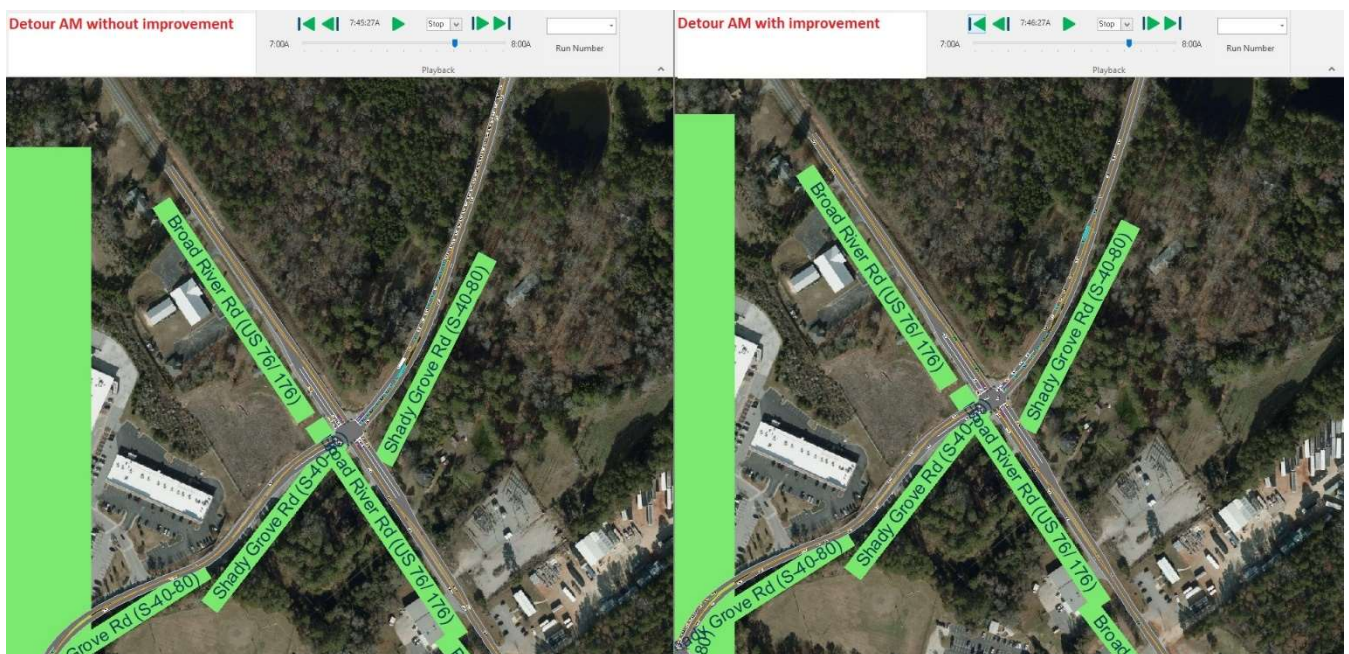 Detour AM without improvement
7:45:27A
Stop
7:00A
8:00A
Run Number
Playback
Broad River Rd (US 76/ 176)
Shady Grove Rd (S-40-80)
Shady Grove Rd (S-40-
road River Rd (US 76/ 176)
Grove Rd (S-40-80)
Detour AM with improvement
7:46:27A
Stop
7:00A
8:00A
Run Number
Playback
Broad River Rd (US 76/ 176)
Shady Grove Rd (S-40-80)
Shady Grove Rd (S-40-
road River Rd (US 76/ 176)
Grove Rd (S-40-80)
Broad
80)